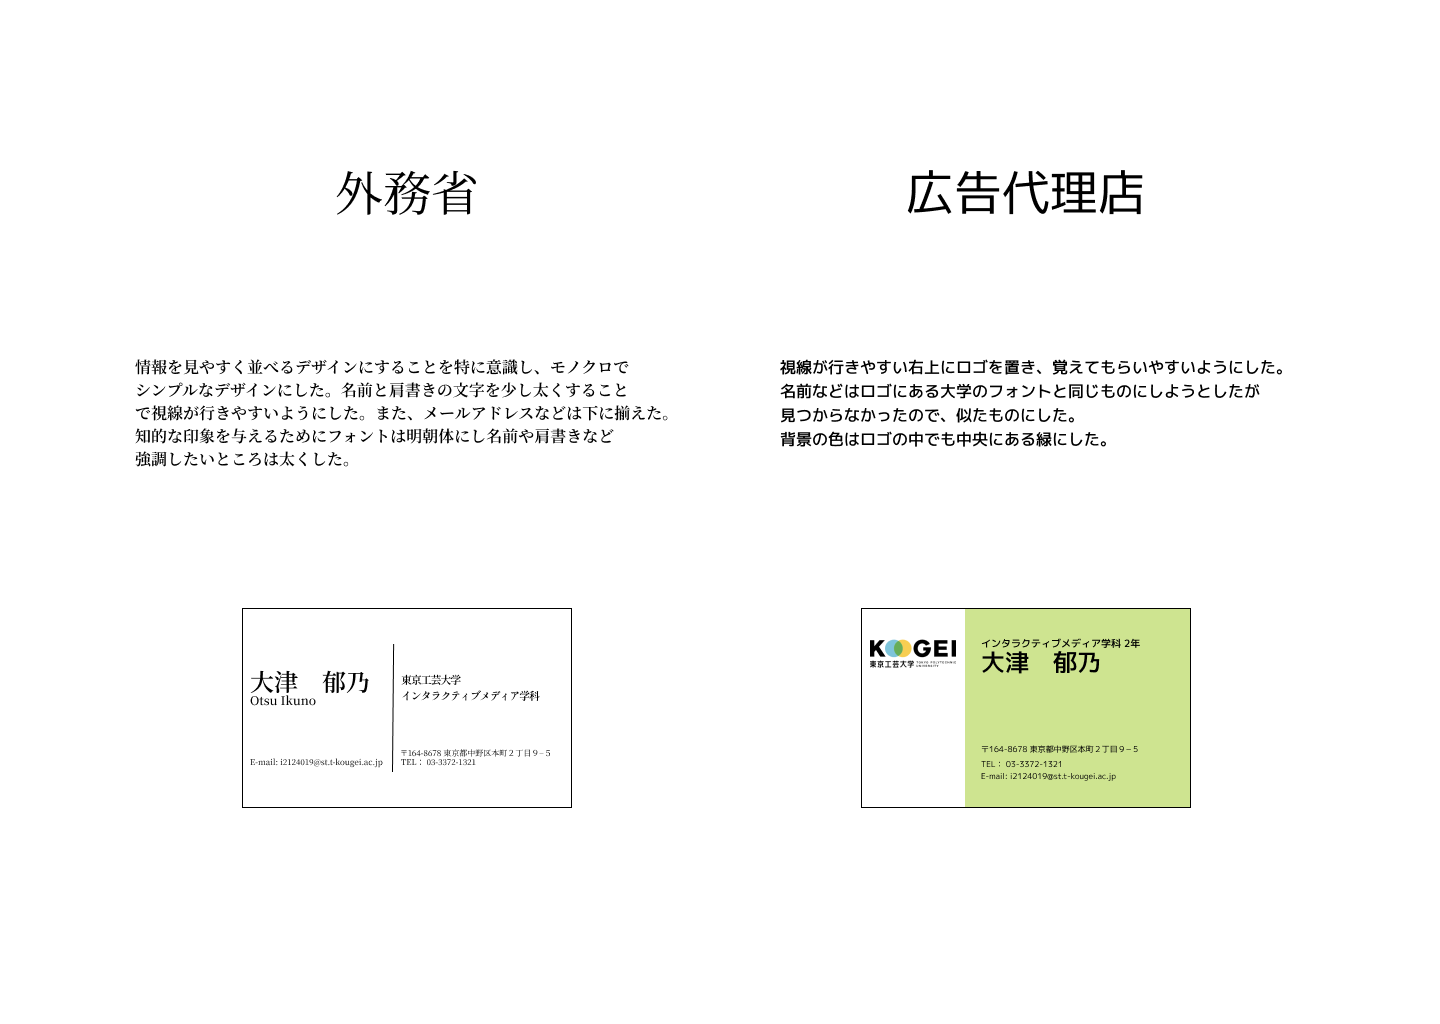 外務省
情報を見やすく並べるデザインにすることを特に意識し、モノクロで
シンプルなデザインにした。名前と肩書きの文字を少し太くすること
で視線が行きやすいようにした。また、メールアドレスなどは下に揃えた。
知的な印象を与えるためにフォントは明朝体にし名前や肩書きなど
強調したいところは太くした。
大津　郁乃
Otsu Ikuno
E-mail: i2124019@st.t-kougei.ac.jp
東京工芸大学
インタラクティブメディア学科
〒164-8678 東京都中野区本町２丁目９−５
TEL： 03-3372-1321
広告代理店
視線が行きやすい右上にロゴを置き、覚えてもらいやすいようにした。
名前などはロゴにある大学のフォントと同じものにしようとしたが
見つからなかったので、似たものにした。
背景の色はロゴの中でも中央にある緑にした。
KOOGEI
東京工芸大学 TOKYO POLYTECHNIC
UNIVERSITY
インタラクティブメディア学科 2年
大津　郁乃
〒164-8678 東京都中野区本町２丁目９−５
TEL： 03-3372-1321
E-mail: i2124019@st.t-kougei.ac.jp